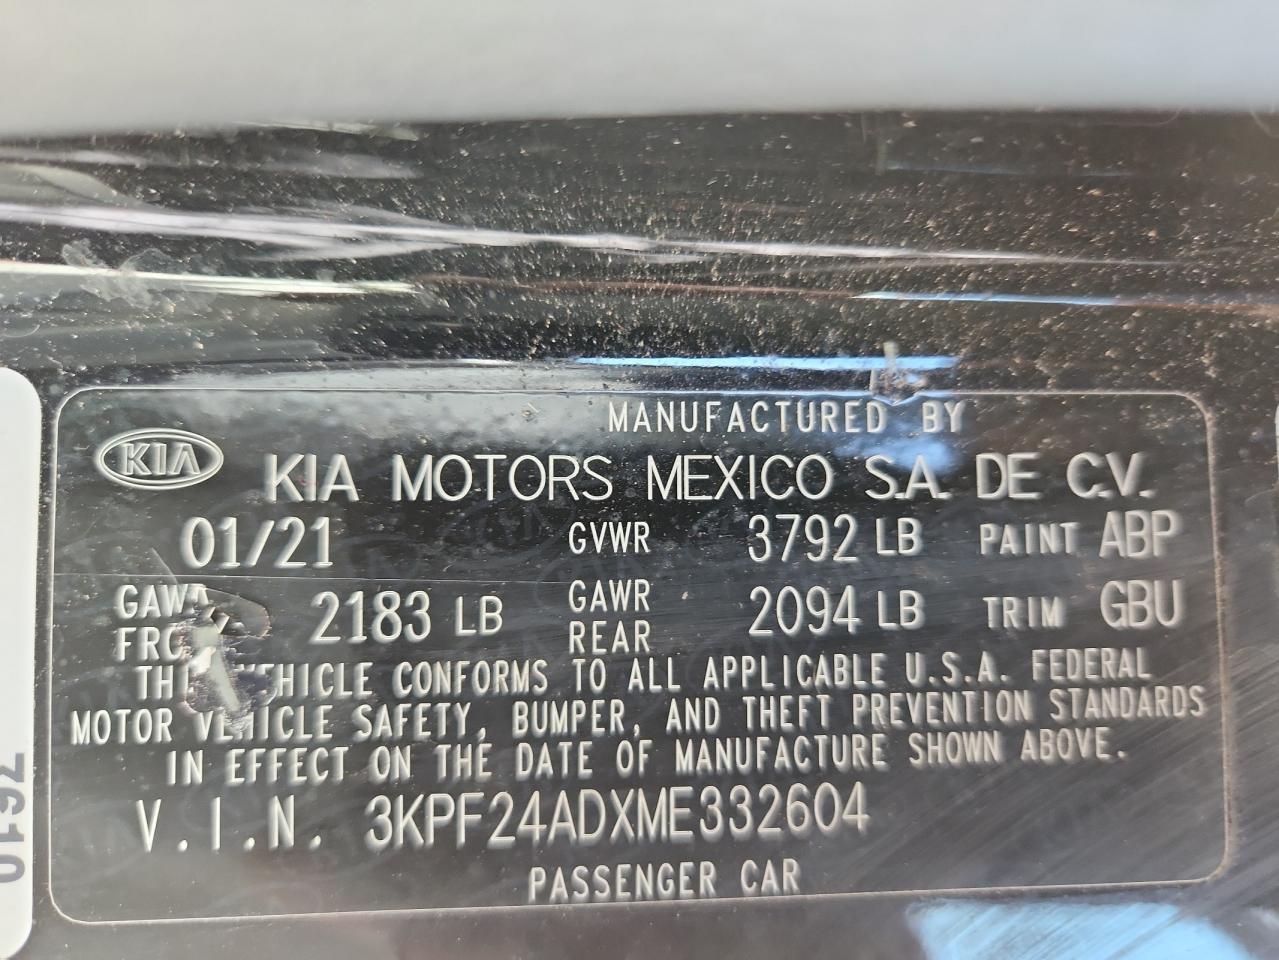 MANUFACTURED BY
KIA KIA MOTORS MEXICO S.A. DE C.V.
01/21 GVWR 3792 LB PAINT ABP
2183 LB GAWR REAR 2094 LB TRIM GBU
VEHICLE CONFORMS TO ALL APPLICABLE U.S.A. FEDERAL
MOTOR VEHICLE SAFETY, BUMPER, AND THEFT PREVENTION STANDARDS
IN EFFECT ON THE DATE OF MANUFACTURE SHOWN ABOVE.
V.I.N. 3KPF24ADXME332604
PASSENGER CAR